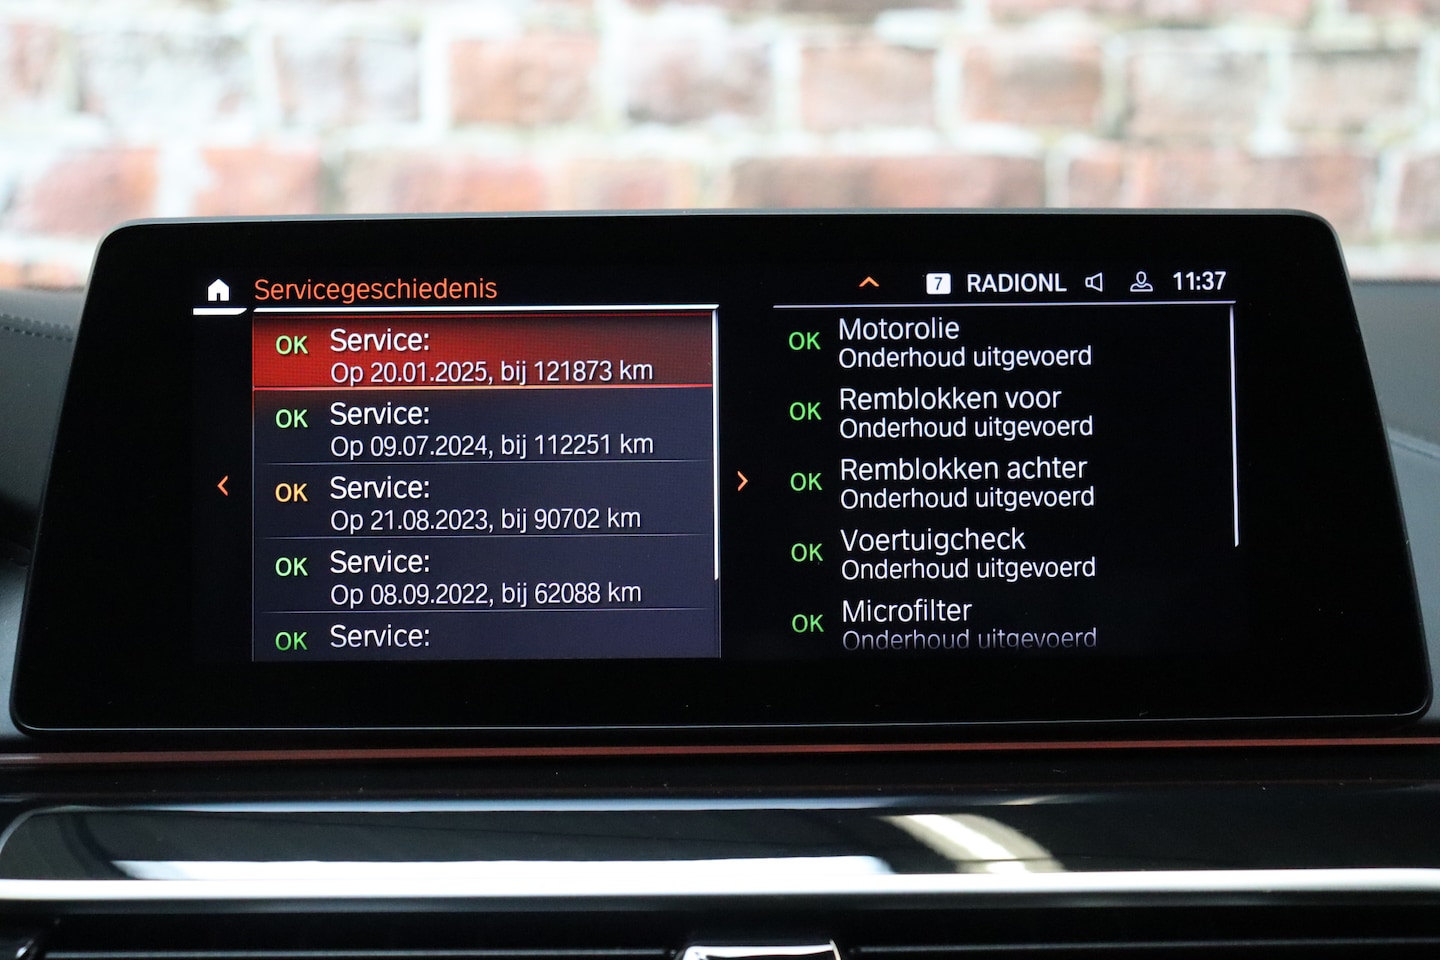 Servicegeschiedenis
7 RADIONL 11:37
OK Service:
Op 20.01.2025, bij 121873 km
OK Service:
Op 09.07.2024, bij 112251 km
OK Service:
Op 21.08.2023, bij 90702 km
OK Service:
Op 08.09.2022, bij 62088 km
OK Service:
OK Motorolie
Onderhoud uitgevoerd
OK Remblokken voor
Onderhoud uitgevoerd
OK Remblokken achter
Onderhoud uitgevoerd
OK Voertuigcheck
Onderhoud uitgevoerd
OK Microfilter
Onderhoud uitgevoerd